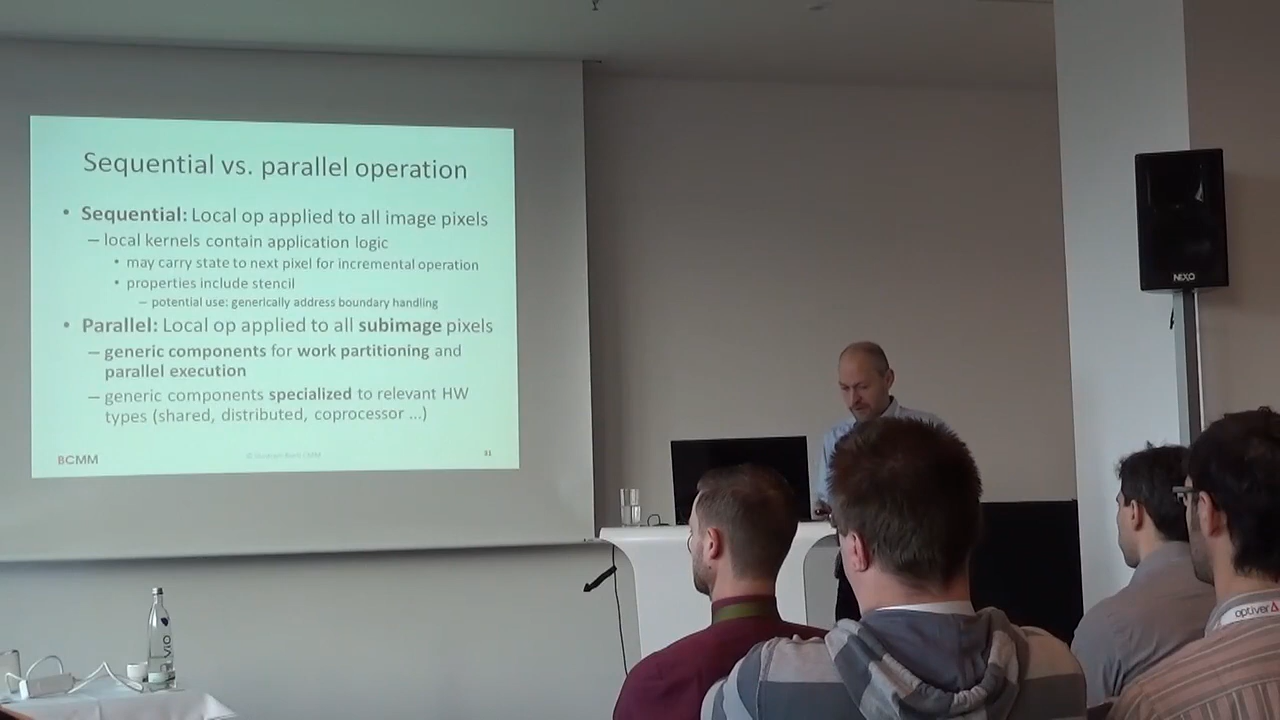 Sequential vs. parallel operation
• Sequential: Local op applied to all image pixels
– local kernels contain application logic
• may carry state to next pixel for incremental operation
• properties include stencil
– potential use: generically address boundary handling
• Parallel: Local op applied to all subimage pixels
– generic components for work partitioning and
parallel execution
– generic components specialized to relevant HW
types (shared, distributed, coprocessor ...)
BCMM
31
NEXO
optiver
VIO